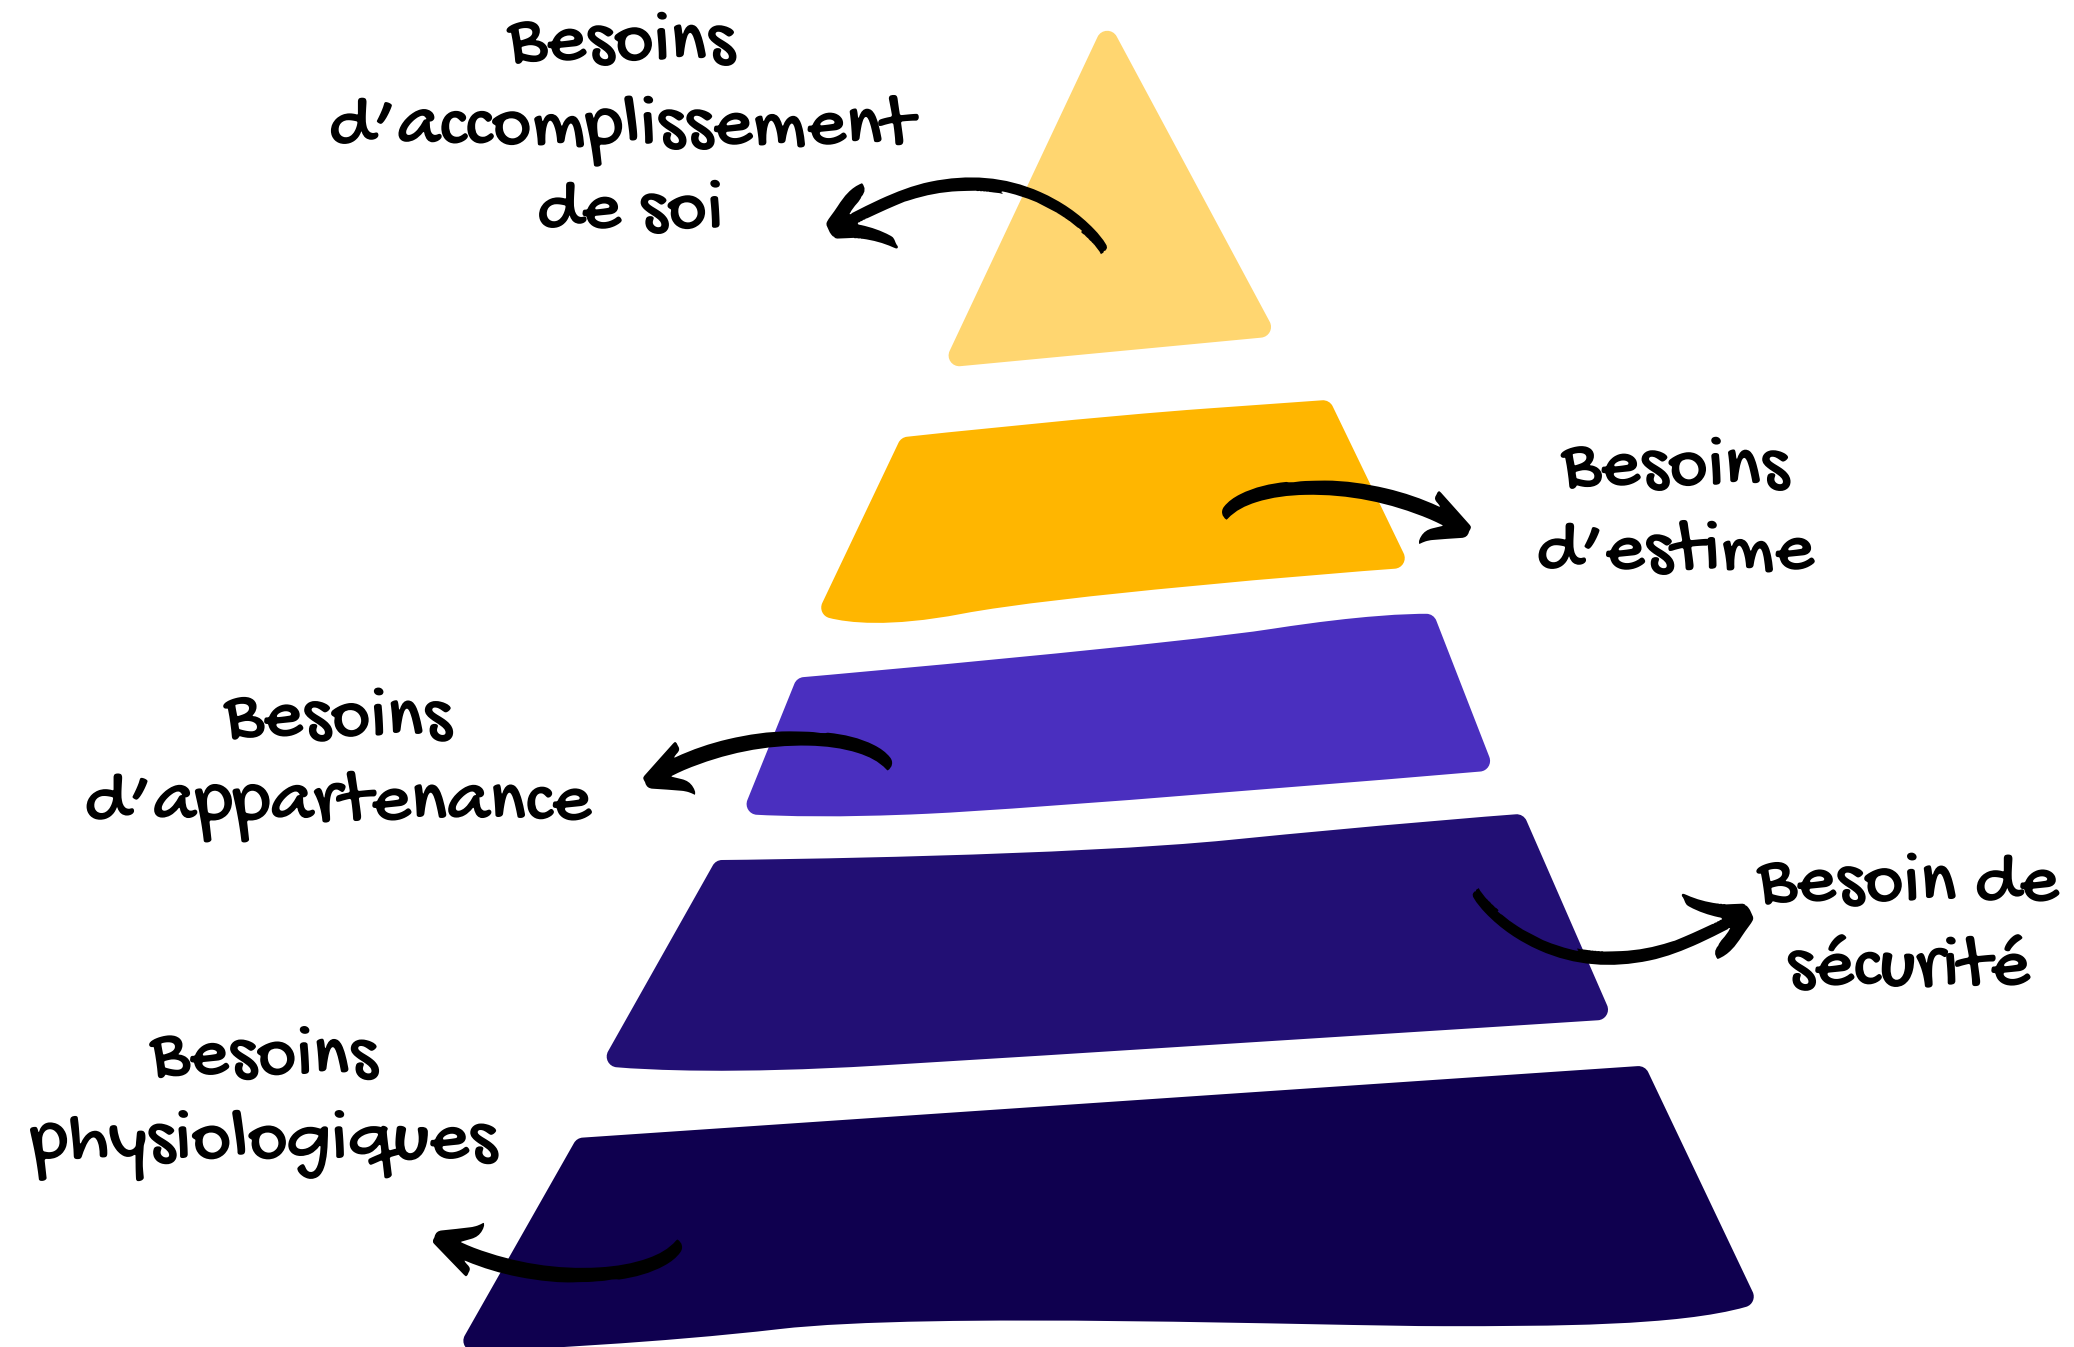 Besoins
d'accomplissement
de soi
Besoins
d'estime
Besoins
d'appartenance
Besoin de
sécurité
Besoins
physiologiques